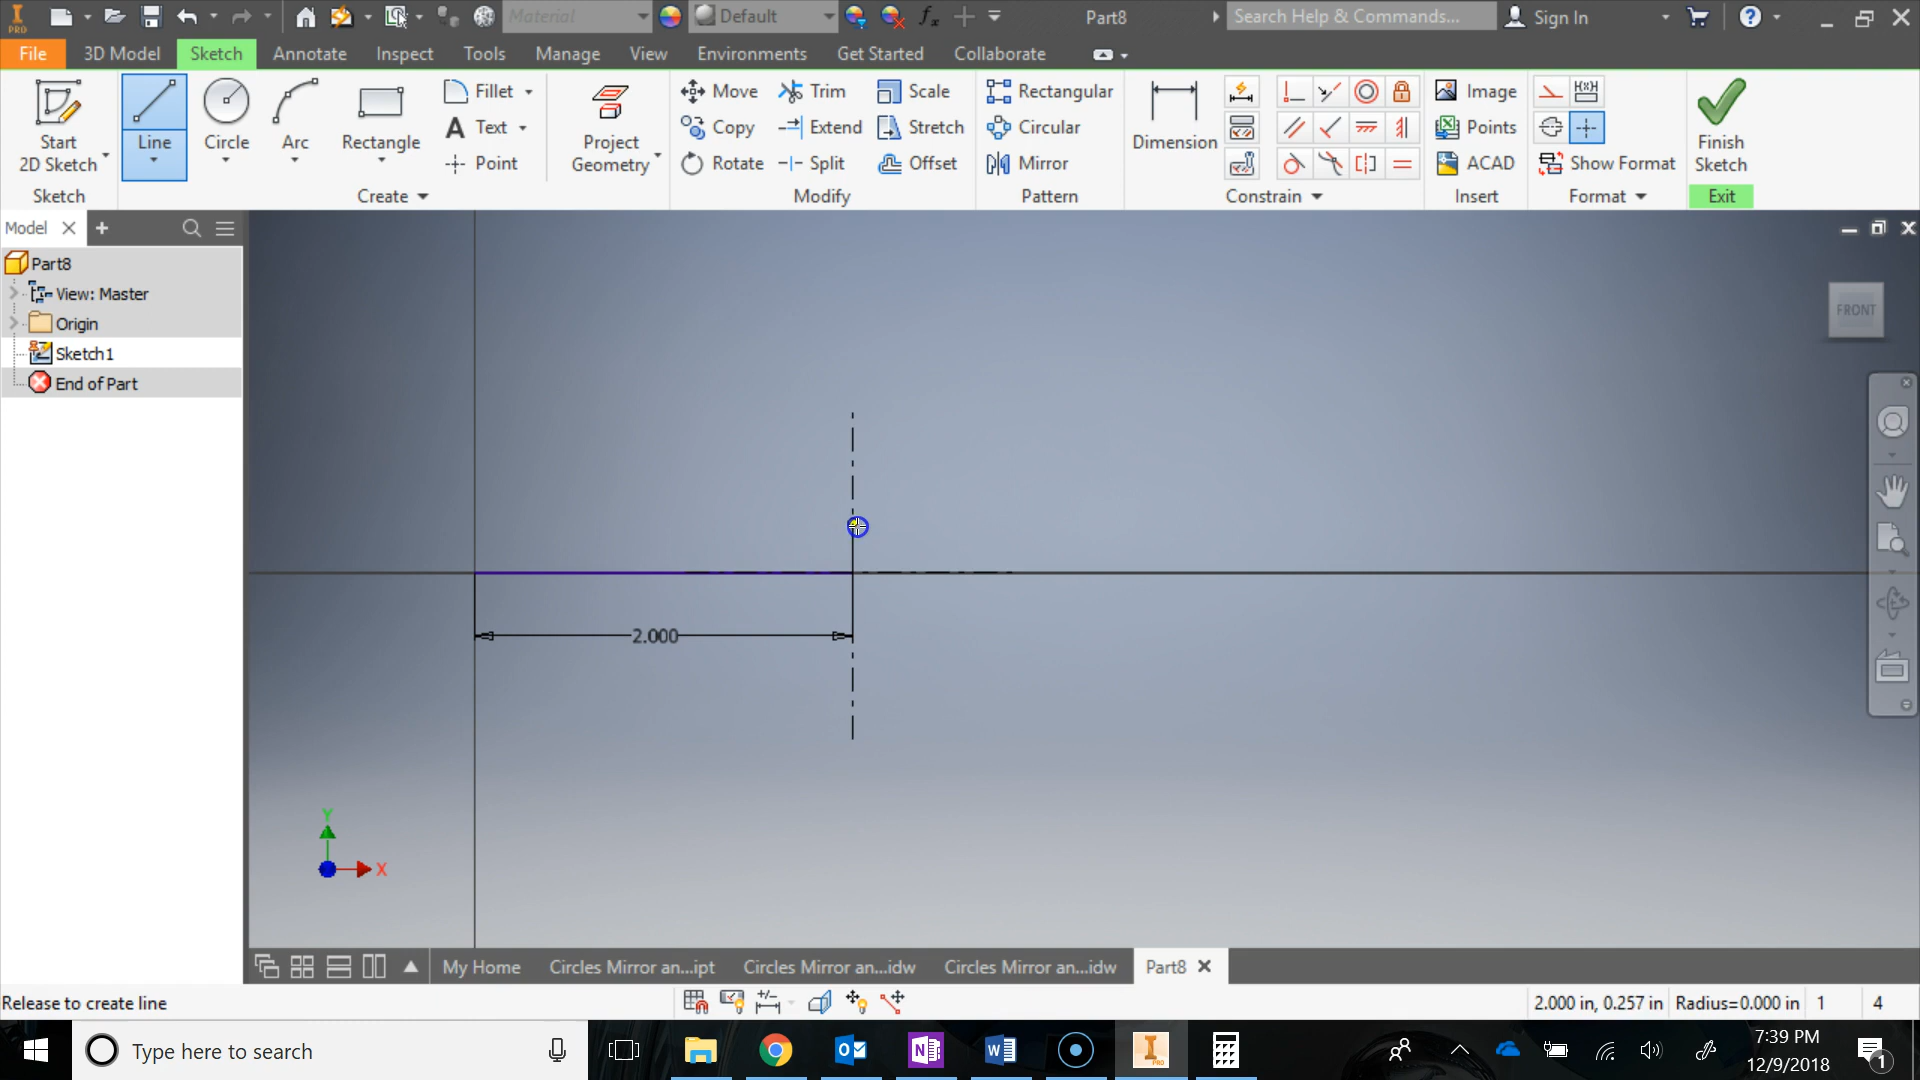 PRO
Material
Default
Part8
Search Help & Commands...
Sign In
File
3D Model
Sketch
Annotate
Inspect
Tools
Manage
View
Environments
Get Started
Collaborate
Start
2D Sketch
Line
Circle
Arc
Rectangle
Fillet
Text
Point
Project
Geometry
Move
Copy
Rotate
Trim
Extend
Split
Scale
Stretch
Offset
Rectangular
Circular
Mirror
Dimension
Image
Points
ACAD
Show Format
Finish
Sketch
Sketch
Create
Modify
Pattern
Constrain
Insert
Format
Exit
Model
Part8
View: Master
Origin
Sketch1
End of Part
FRONT
2.000
Y
X
My Home
Circles Mirror an...ipt
Circles Mirror an...idw
Circles Mirror an...idw
Part8
Release to create line
2.000 in, 0.257 in
Radius=0.000 in
1
4
Type here to search
7:39 PM
12/9/2018
1